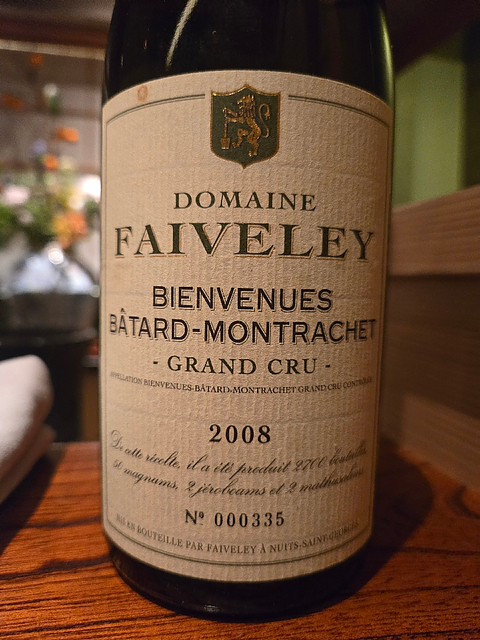 DOMAINE
FAIVELEY
BIENVENUES
BÂTARD-MONTRACHET
- GRAND CRU -
APPELLATION BIENVENUES-BÂTARD-MONTRACHET GRAND CRU CONTRÔLÉE
2008
De cette récolte, il a été produit 2700 bouteilles,
50 magnums, 2 jéroboams et 2 mathusalems
Nº 000335
MIS EN BOUTEILLE PAR FAIVELEY À NUITS-SAINT-GEORGES